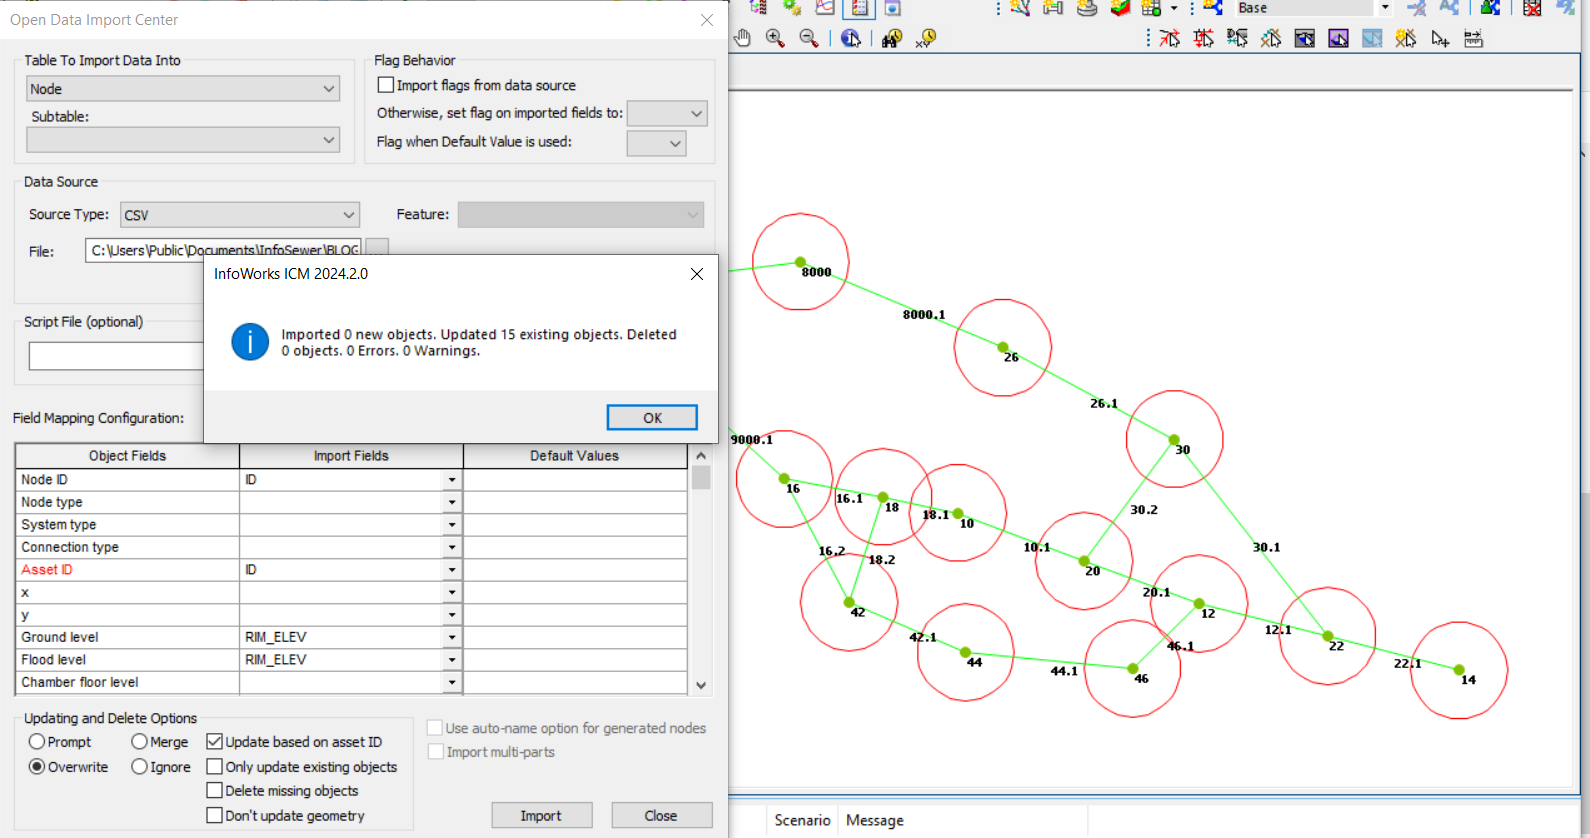 Open Data Import Center
Table To Import Data Into
Node
Subtable:
Flag Behavior
Import flags from data source
Otherwise, set flag on imported fields to:
Flag when Default Value is used:
Data Source
Source Type:
CSV
Feature:
File:
C:\Users\Public\Documents\InfoSewer\BLOG
InfoWorks ICM 2024.2.0
Imported 0 new objects. Updated 15 existing objects. Deleted
0 objects. 0 Errors. 0 Warnings.
OK
Script File (optional)
Field Mapping Configuration:
Object Fields Import Fields Default Values
Node ID ID
Node type
System type
Connection type
Asset ID ID
x
y
Ground level RIM_ELEV
Flood level RIM_ELEV
Chamber floor level
Updating and Delete Options
Prompt Merge Update based on asset ID
Overwrite Ignore Only update existing objects
Delete missing objects
Don't update geometry
Use auto-name option for generated nodes
Import multi-parts
Import Close
Base
8000
8000.1
26
26.1
30
9000.1
16
16.1
18
18.1
10
30.2
10.1
30.1
16.2
18.2
20
20.1
42
12
42.1
12.1
46.1
22
44
44.1
46
22.1
14
Scenario Message